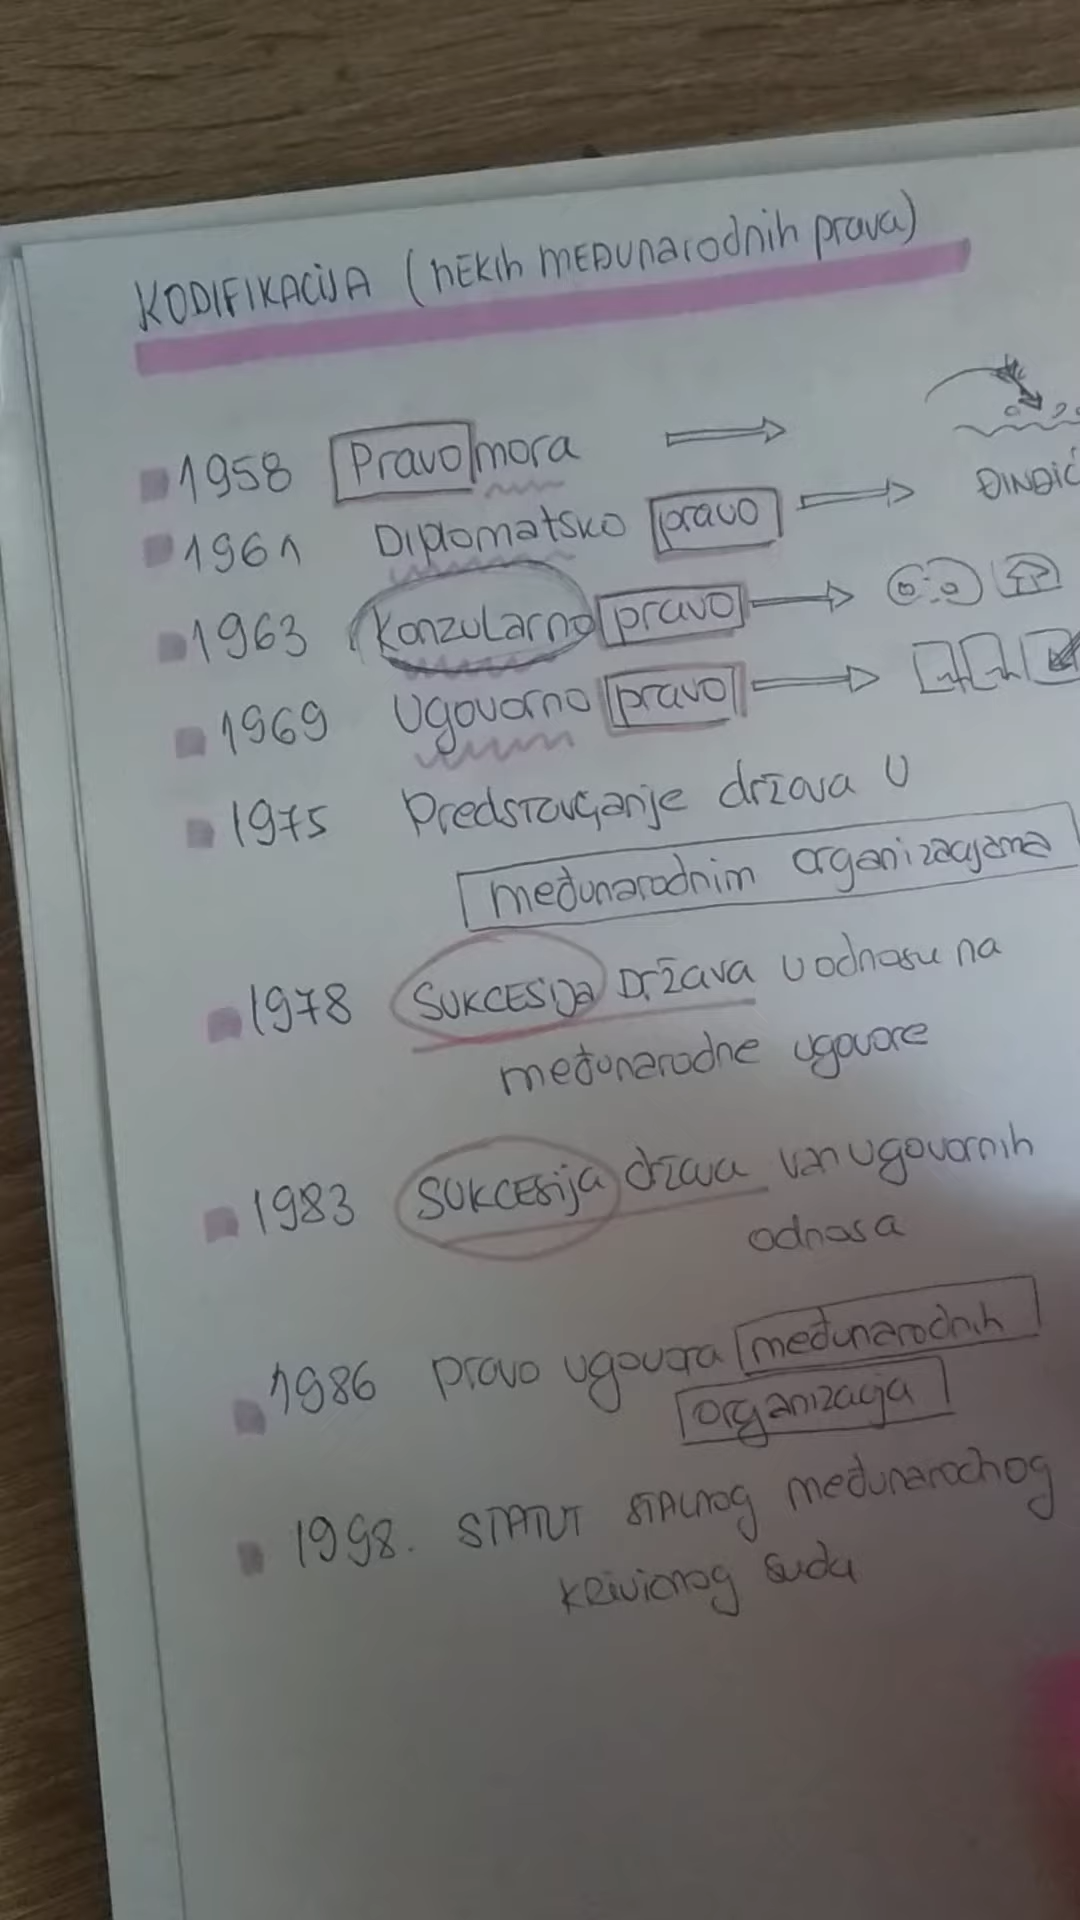 KODIFIKACIJA (nEKih MEĐUnarodnih prava)
1958 Pravo mora
1961 Diplomatsko pravo ĐINĐIĆ
1963 Konzularno pravo
1969 Ugovorno pravo
1975 Predstavljanje država U
međunarodnim organizacijama
1978 SUKCESIJa Država u odnosu na
međunarodne ugovore
1983 SUKCESija država vanugovornih
odnosa
1986 pravo ugovora međunarodnih
organizacija
1998. STATUT STALnog međunarodnog
KRivičnog suda